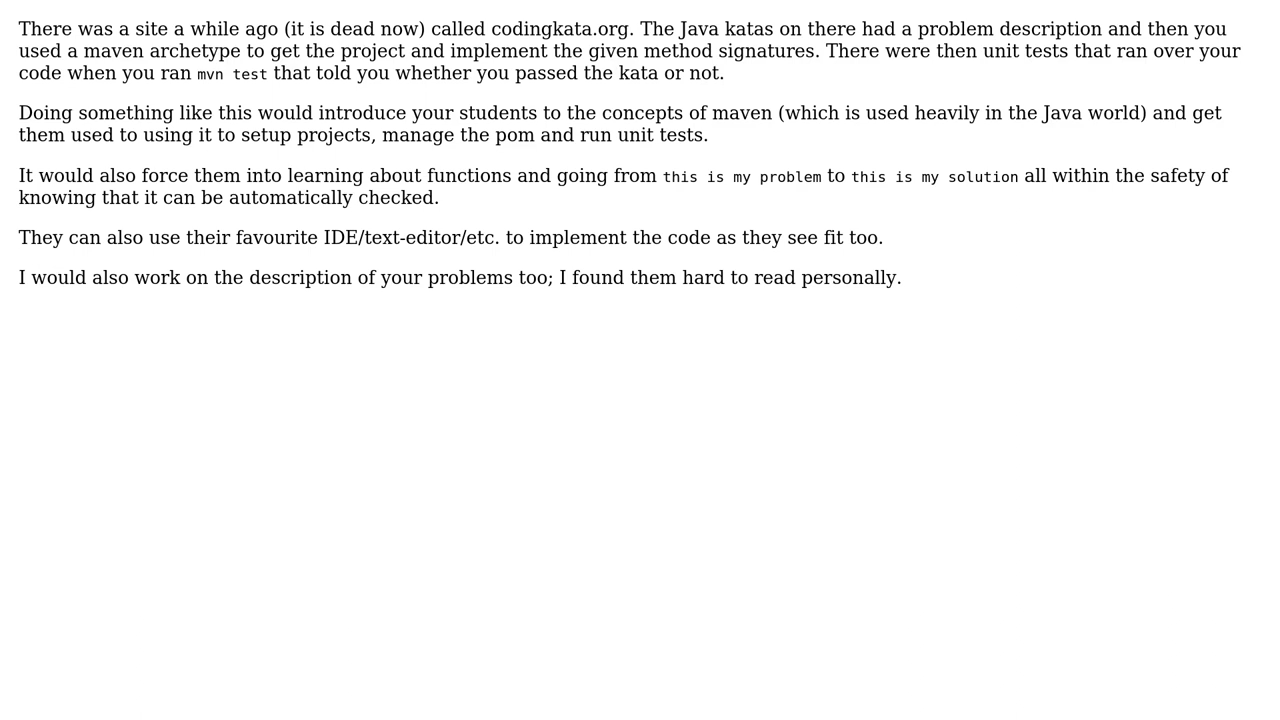 There was a site a while ago (it is dead now) called codingkata.org. The Java katas on there had a problem description and then you
used a maven archetype to get the project and implement the given method signatures. There were then unit tests that ran over your
code when you ran mvn test that told you whether you passed the kata or not.
Doing something like this would introduce your students to the concepts of maven (which is used heavily in the Java world) and get
them used to using it to setup projects, manage the pom and run unit tests.
It would also force them into learning about functions and going from this is my problem to this is my solution all within the safety of
knowing that it can be automatically checked.
They can also use their favourite IDE/text-editor/etc. to implement the code as they see fit too.
I would also work on the description of your problems too; I found them hard to read personally.